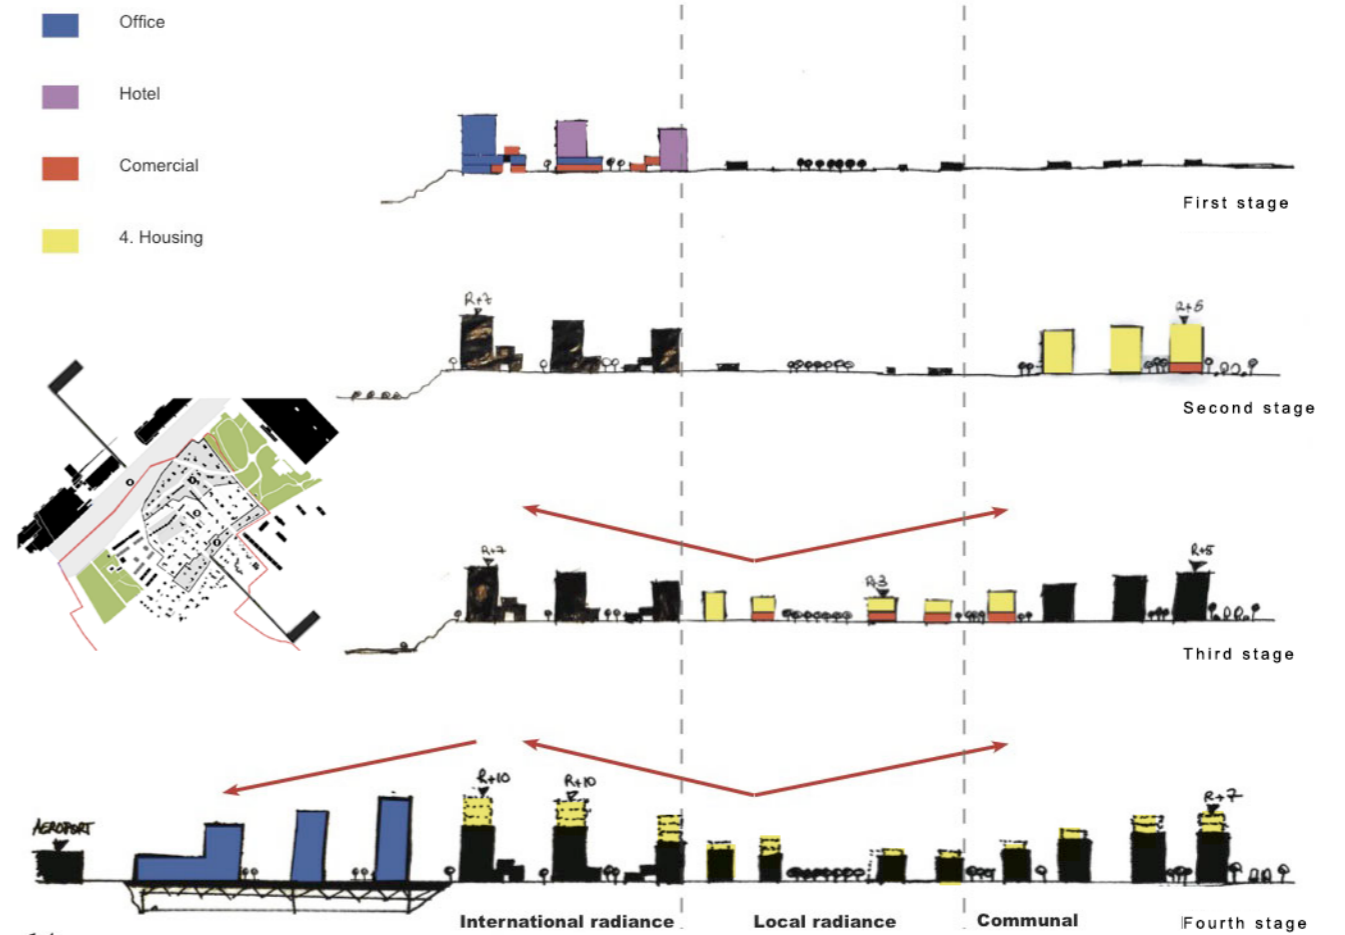 Office
Hotel
Comercial
4. Housing
First stage
R+7
R+6
Second stage
R+7
R+3
R+5
Third stage
AEROPORT
R+10
R+10
R+7
International radiance
Local radiance
Communal
Fourth stage